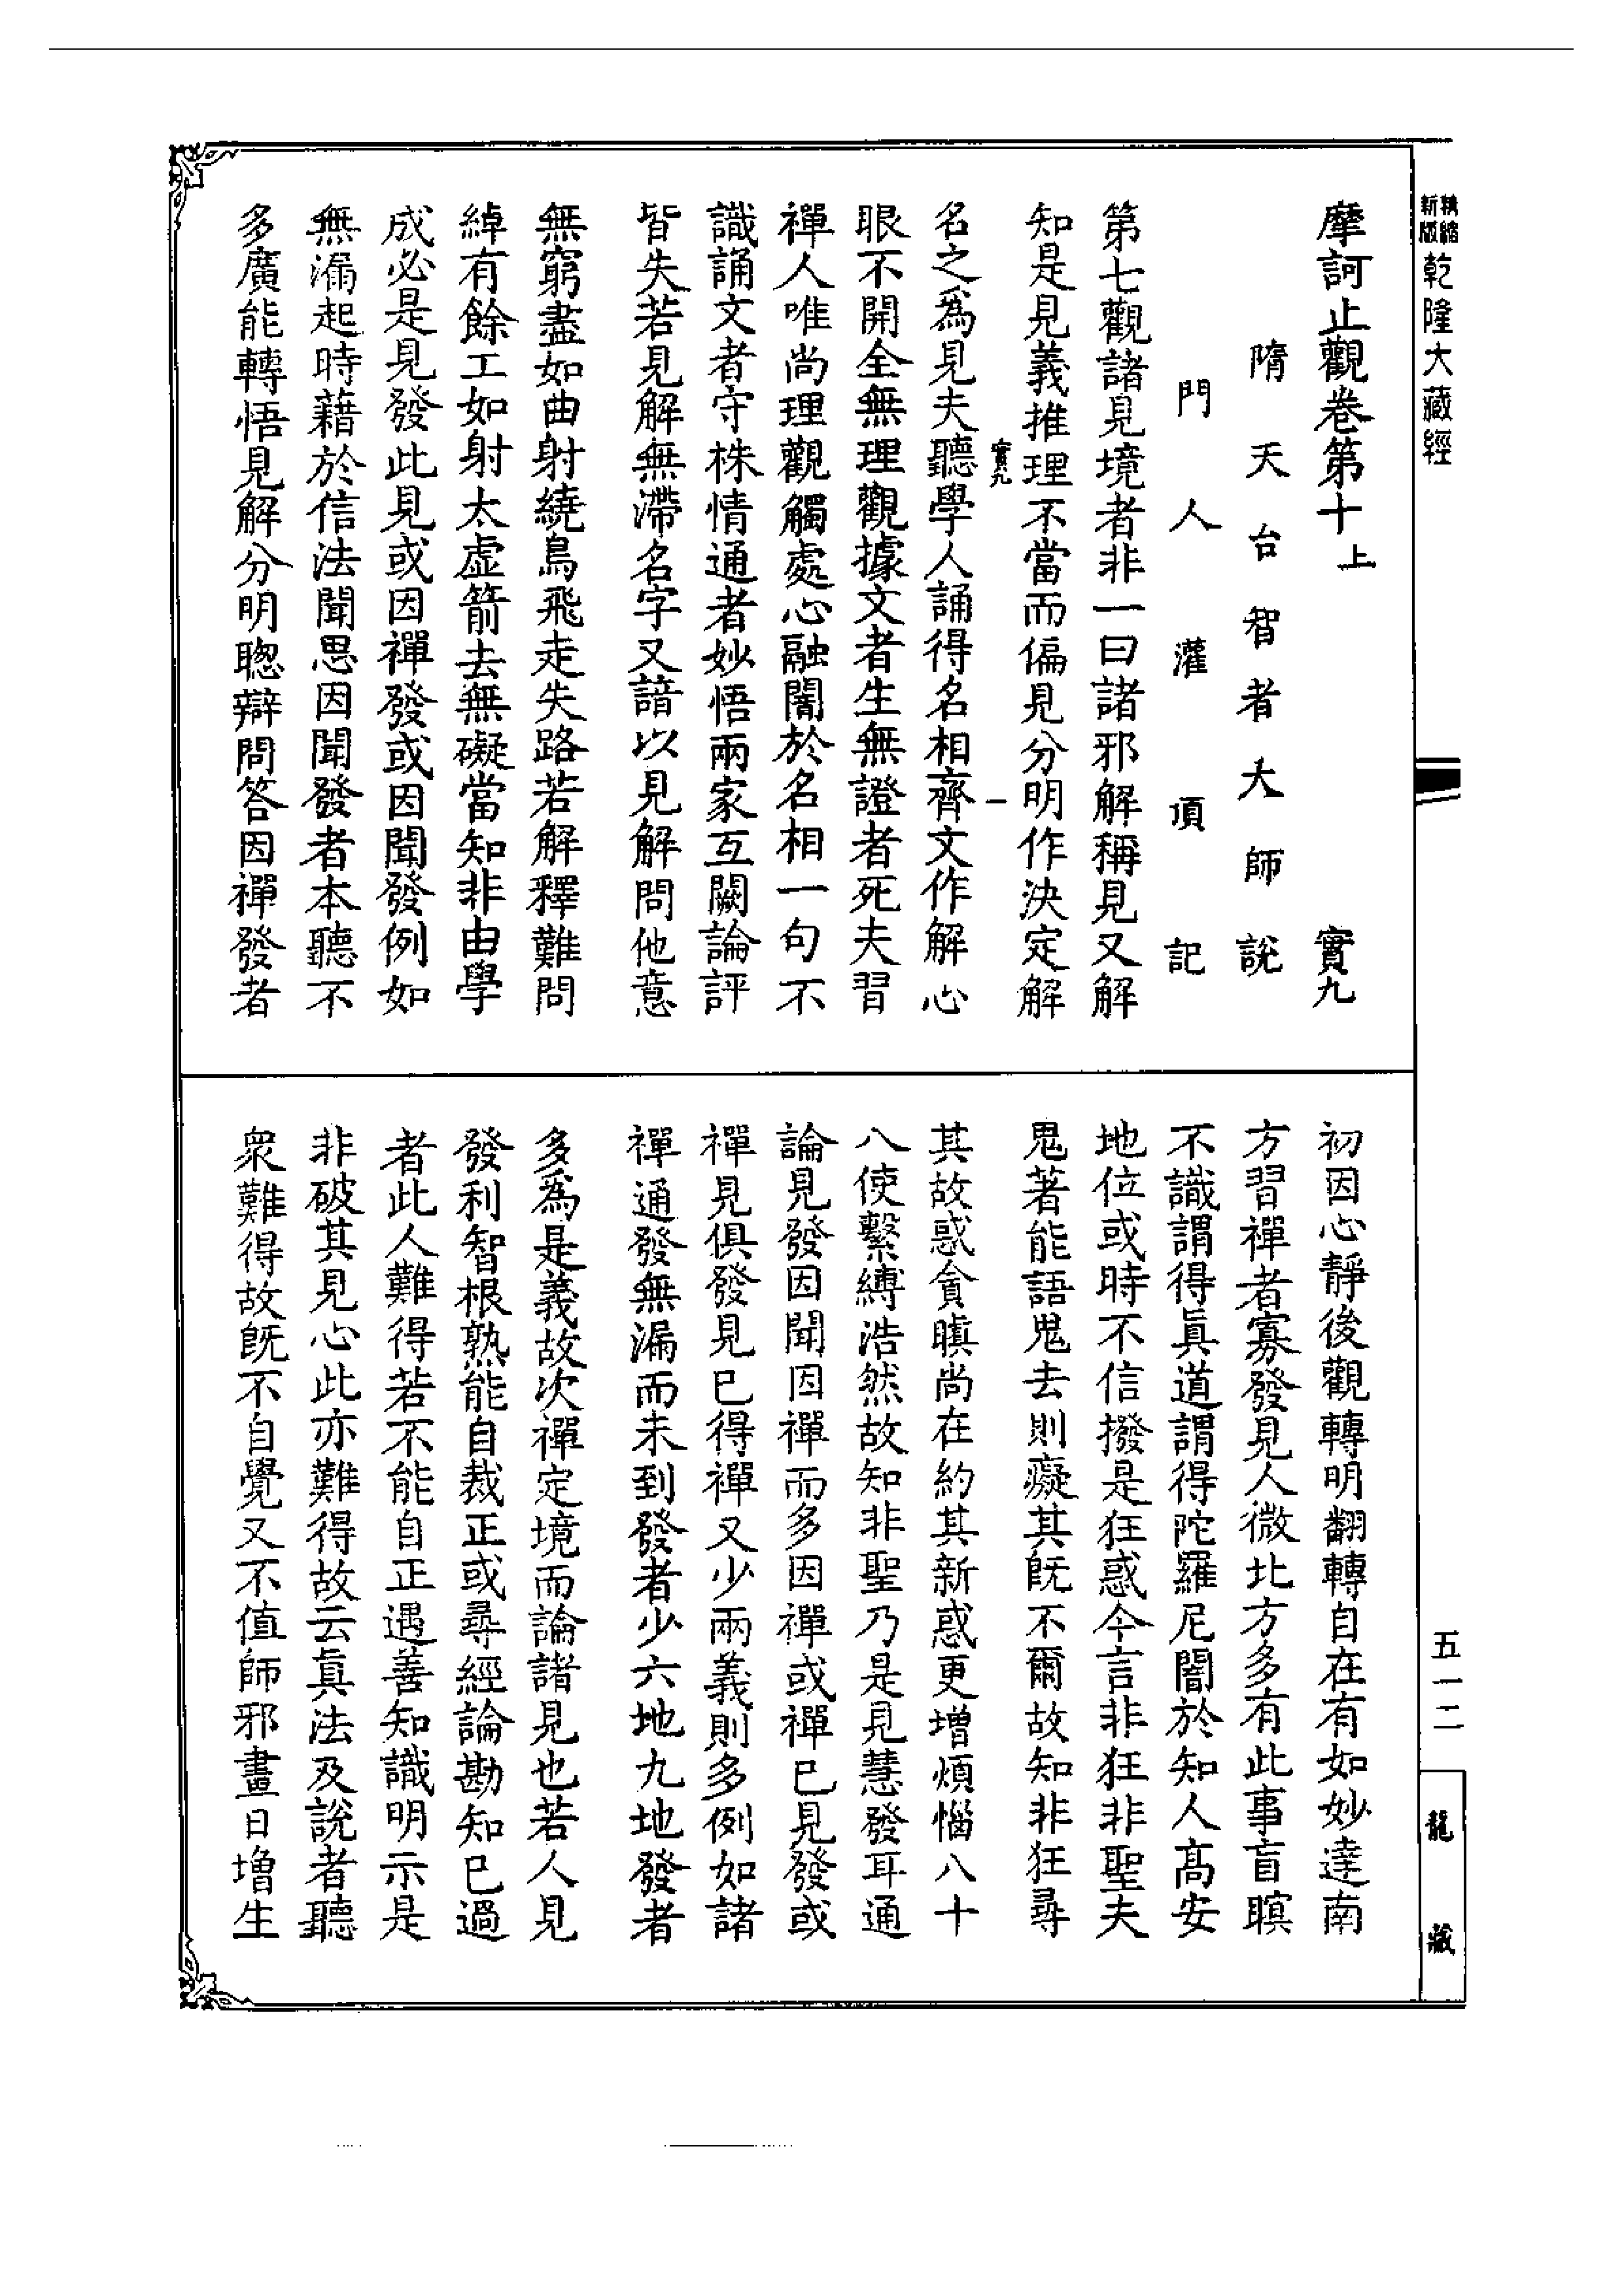 新版精縮乾隆大藏經
摩訶止觀卷第十上 實九
隋天台智者大師說
門人灌頂記
第七觀諸見境者非一曰諸邪解稱見又解
知是見義推理不當而偏見分明作決定解
實九 一
名之為見夫聽學人誦得名相齊文作解心
眼不開全無理觀據文者生無證者死夫習
禪人唯尚理觀觸處心融闇於名相一句不
識誦文者守株情通者妙悟兩家互闕論評
皆失若見解無滯名字又諳以見解問他意
無窮盡如曲射繞鳥飛走失路若解釋難問
綽有餘工如射太虛箭去無礙當知非由學
成必是見發此見或因禪發或因聞發例如
無漏起時藉於信法聞思因聞發者本聽不
多廣能轉悟見解分明聰辯問答因禪發者
初因心靜後觀轉明翻轉自在有如妙達南
方習禪者寡發見人微北方多有此事盲瞑
不識謂得眞道謂得陀羅尼闇於知人高安
地位或時不信撥是狂惑今言非狂非聖夫
鬼著能語鬼去則癡其旣不爾故知非狂尋
其故惑貪瞋尚在約其新惑更增煩惱八十
八使繫縛浩然故知非聖乃是見慧發耳通
論見發因聞因禪而多因禪或禪已見發或
禪見俱發見已得禪又少兩義則多例如諸
禪通發無漏而未到發者少六地九地發者
多為是義故次禪定境而論諸見也若人見
發利智根熟能自裁正或尋經論勘知已過
者此人難得若不能自正遇善知識明示是
非破其見心此亦難得故云眞法及說者聽
衆難得故旣不自覺又不值師邪畫日增生
五一二
龍藏